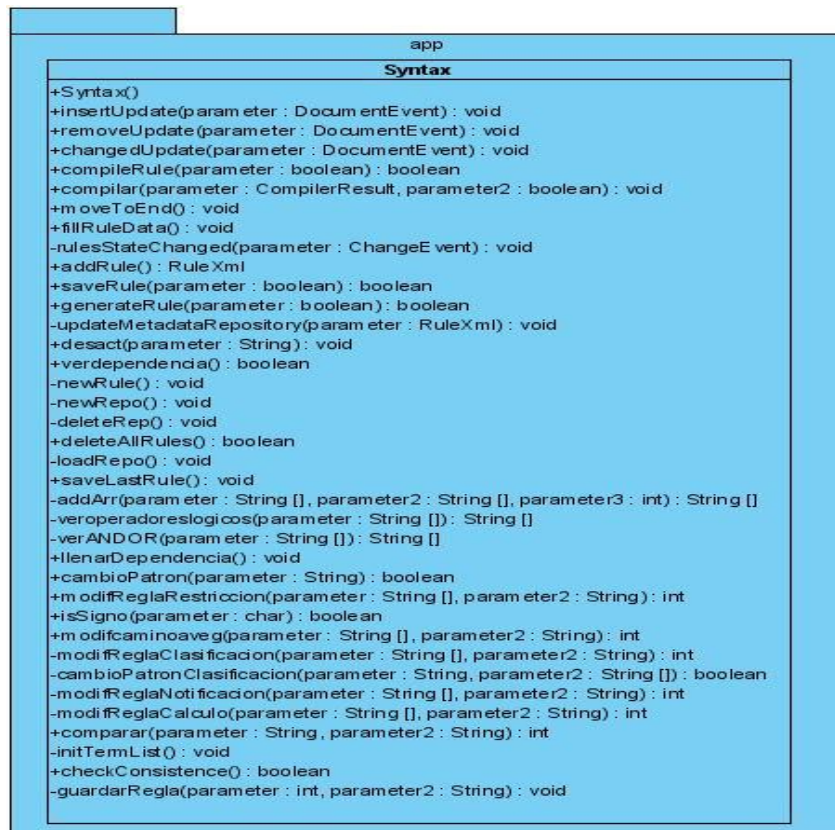 app
Syntax
+Syntax()
+insertUpdate(parameter : DocumentEvent) : void
+removeUpdate(parameter : DocumentEvent) : void
+changedUpdate(parameter : DocumentEvent) : void
+compileRule(parameter : boolean) : boolean
+compilar(parameter : CompilerResult, parameter2 : boolean) : void
+moveToEnd() : void
+fillRuleData() : void
-rulesStateChanged(parameter : ChangeEvent) : void
+addRule() : RuleXml
+saveRule(parameter : boolean) : boolean
+generateRule(parameter : boolean) : boolean
-updateMetadataRepository(parameter : RuleXml) : void
+desact(parameter : String) : void
+verdependencia() : boolean
-newRule() : void
-newRepo() : void
-deleteRep() : void
+deleteAllRules() : boolean
-loadRepo() : void
+saveLastRule() : void
-addArr(parameter : String [], parameter2 : String [], parameter3 : int) : String []
-veroperadoreslogicos(parameter : String []) : String []
-verANDOR(parameter : String []) : String []
+llenarDependencia() : void
+cambioPatron(parameter : String) : boolean
+modifReglaRestriccion(parameter : String [], parameter2 : String) : int
+isSigno(parameter : char) : boolean
+modifcaminoaveg(parameter : String [], parameter2 : String) : int
-modifReglaClasificacion(parameter : String [], parameter2 : String) : int
-cambioPatronClasificacion(parameter : String, parameter2 : String []) : boolean
-modifReglaNotificacion(parameter : String [], parameter2 : String) : int
-modifReglaCalculo(parameter : String [], parameter2 : String) : int
+comparar(parameter : String, parameter2 : String) : int
-initTermList() : void
+checkConsistence() : boolean
-guardarRegla(parameter : int, parameter2 : String) : void